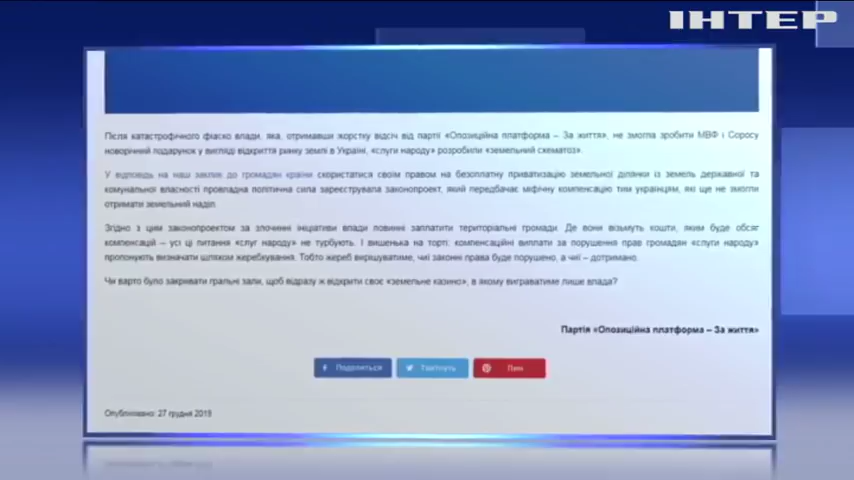 ІНТЕР
Після катастрофічного фіаско влади, яка, отримавши жорстку відсіч від партії «Опозиційна платформа – За життя», не змогла зробити МВФ і Соросу
новорічний подарунок у вигляді відкриття ринку землі в Україні, «слуги народу» розробили «земельний схематоз».
У відповідь на наш заклик до громадян країни скористатися своїм правом на безоплатну приватизацію земельної ділянки із земель державної та
комунальної власності провладна політична сила зареєструвала законопроект, який передбачає міфічну компенсацію тим українцям, які ще не змогли
отримати земельний наділ.
Згідно з цим законопроектом за злочинні ініціативи влади повинні заплатити територіальні громади. Де вони візьмуть кошти, яким буде обсяг
компенсацій – усі ці питання «слуг народу» не турбують. І вишенька на торті: компенсаційні виплати за порушення прав громадян «слуги народу»
пропонують визначати шляхом жеребкування. Тобто жереб вирішуватиме, чиї законні права буде порушено, а чиї – дотримано.
Чи варто було закривати гральні зали, щоб відразу ж відкрити своє «земельне казино», в якому виграватиме лише влада?
Партія «Опозиційна платформа – За життя»
Поделиться Твитнуть Пин
Опубліковано: 27 грудня 2019